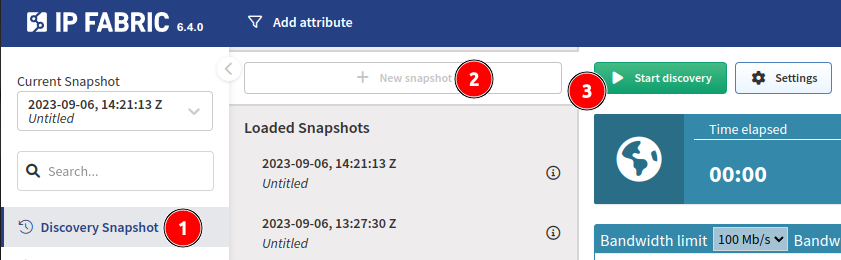 IP FABRIC 6.4.0
Add attribute
Current Snapshot
2023-09-06, 14:21:13 Z
Untitled
Search...
Discovery Snapshot 1
+ New snapshot 2
Loaded Snapshots
2023-09-06, 14:21:13 Z
Untitled
2023-09-06, 13:27:30 Z
Untitled
3 Start discovery
Settings
Time elapsed
00:00
Bandwidth limit 100 Mb/s Bandw